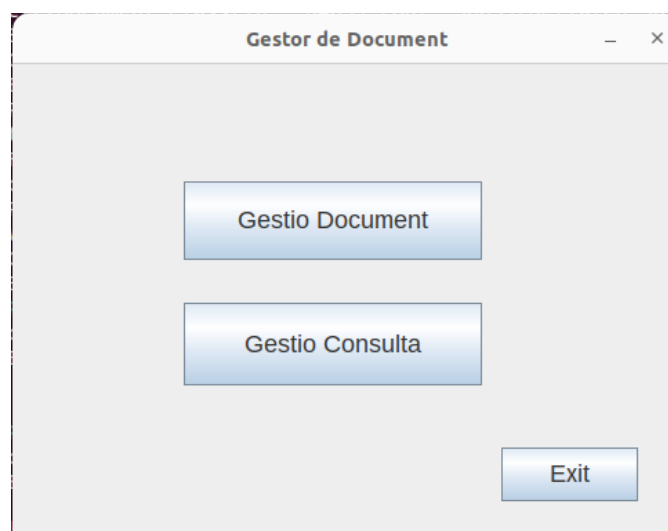 Gestor de Document
Gestio Document
Gestio Consulta
Exit